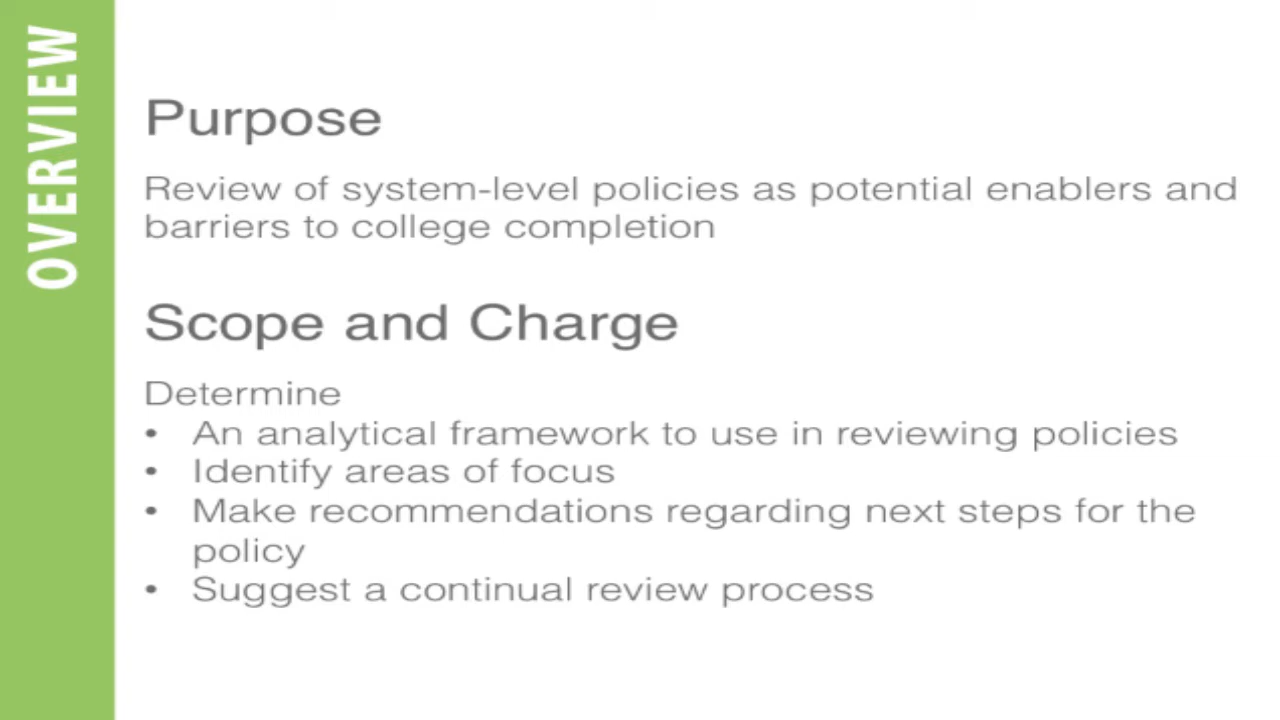 OVERVIEW
Purpose
Review of system-level policies as potential enablers and
barriers to college completion
Scope and Charge
Determine
• An analytical framework to use in reviewing policies
• Identify areas of focus
• Make recommendations regarding next steps for the
policy
• Suggest a continual review process